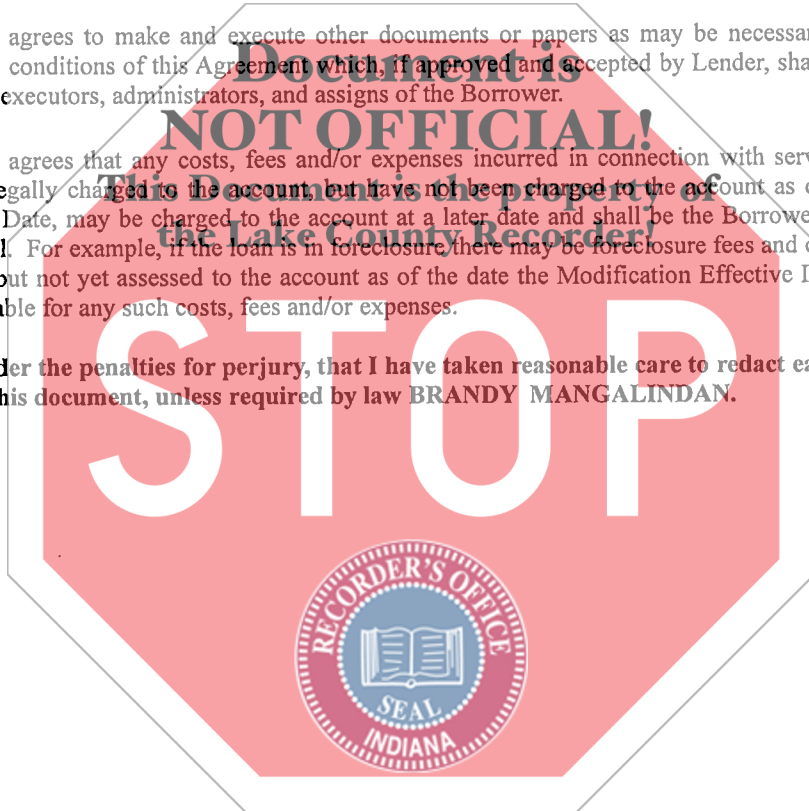 agrees to make and execute other documents or papers as may be necessar
conditions of this Agreement which, if approved and accepted by Lender, sha
executors, administrators, and assigns of the Borrower.
Document is
NOT OFFICIAL!
This Document is the property of
the Lake County Recorder!
agrees that any costs, fees and/or expenses incurred in connection with serv
egally charged to the account, but have not been charged to the account as o
Date, may be charged to the account at a later date and shall be the Borrowe
l. For example, if the loan is in foreclosure there may be foreclosure fees and c
but not yet assessed to the account as of the date the Modification Effective D
able for any such costs, fees and/or expenses.
der the penalties for perjury, that I have taken reasonable care to redact ea
his document, unless required by law BRANDY MANGALINDAN.
STOP
RECORDER'S OFFICE
SEAL
INDIANA